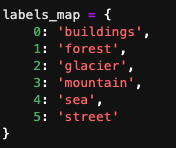 labels_map = {
    0: 'buildings',
    1: 'forest',
    2: 'glacier',
    3: 'mountain',
    4: 'sea',
    5: 'street'
}